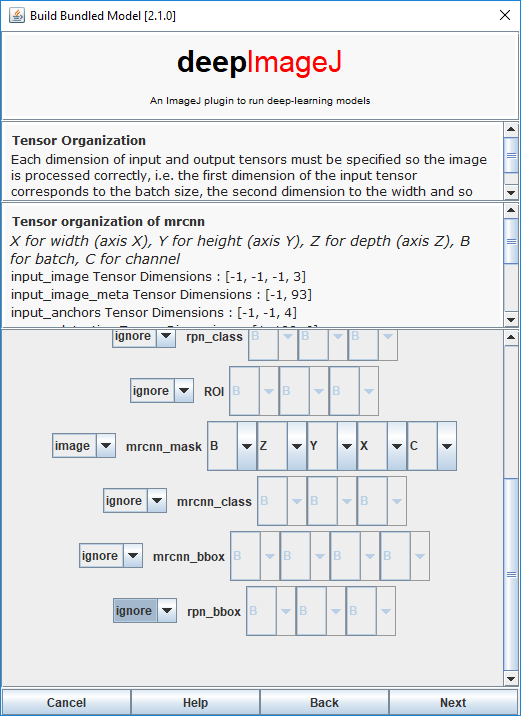 Build Bundled Model [2.1.0]
deepImageJ
An ImageJ plugin to run deep-learning models
Tensor Organization
Each dimension of input and output tensors must be specified so the image
is processed correctly, i.e. the first dimension of the input tensor
corresponds to the batch size, the second dimension to the width and so
Tensor organization of mrcnn
X for width (axis X), Y for height (axis Y), Z for depth (axis Z), B
for batch, C for channel
input_image Tensor Dimensions : [-1, -1, -1, 3]
input_image_meta Tensor Dimensions : [-1, 93]
input_anchors Tensor Dimensions : [-1, -1, 4]
ignore rpn_class B B B
ignore ROI B B B
image mrcnn_mask B Z Y X C
ignore mrcnn_class B B B
ignore mrcnn_bbox B B B B
ignore rpn_bbox B B B
Cancel Help Back Next